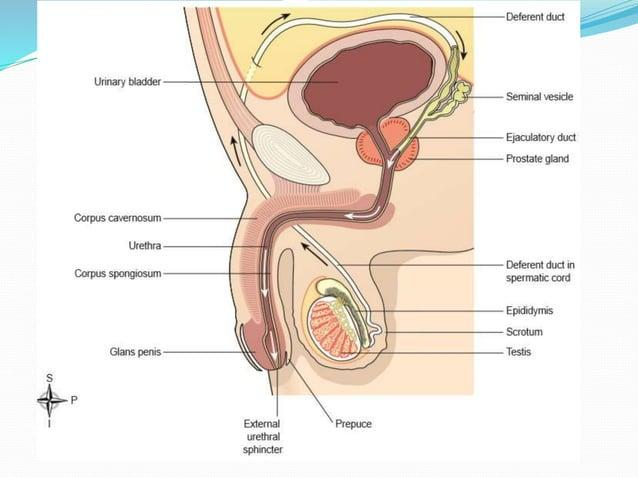 Deferent duct
Urinary bladder
Seminal vesicle
Ejaculatory duct
Prostate gland
Corpus cavernosum
Urethra
Corpus spongiosum
Deferent duct in
spermatic cord
Epididymis
Scrotum
Testis
Glans penis
S
P
I
External
urethral
sphincter
Prepuce